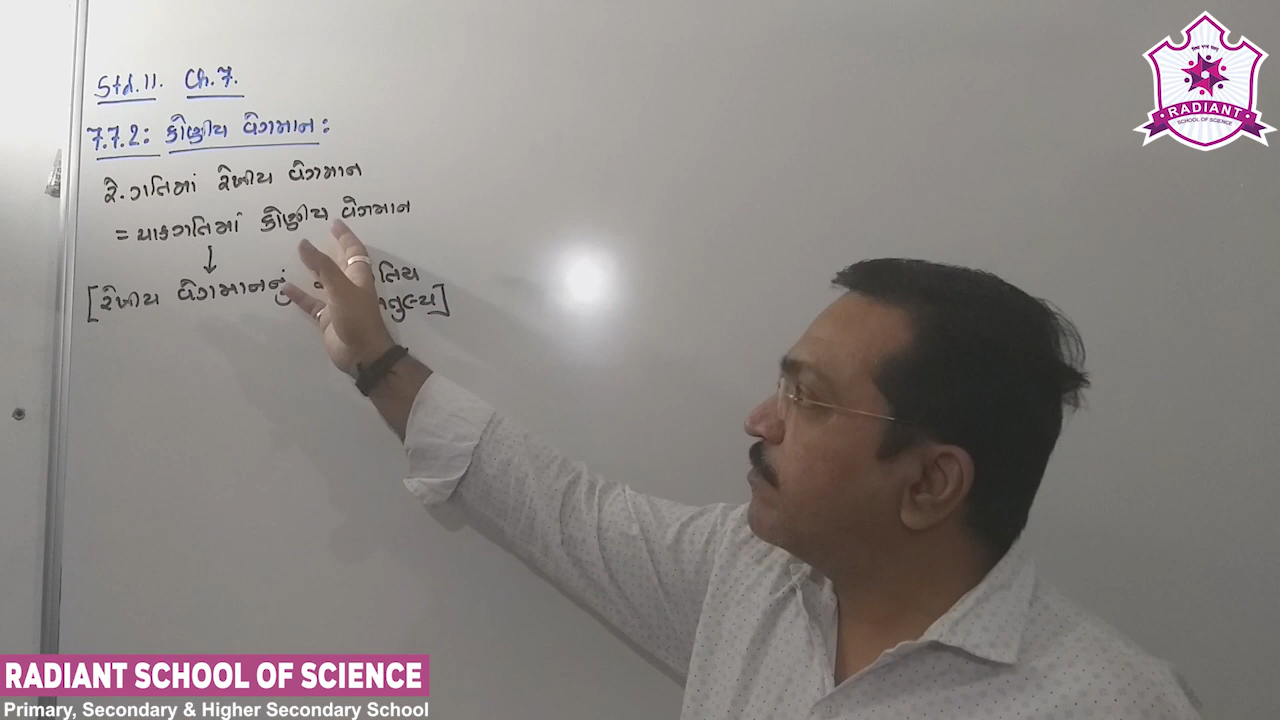 Std.11. Ch.7.
7.7.2: કોણીય વેગમાન:
રે.ગતિમાં રેખીય વેગમાન
= ચાકગતિમાં કોણીય વેગમાન
↓
[રેખીય વેગમાનનું
RADIANT
SCHOOL OF SCIENCE
RADIANT SCHOOL OF SCIENCE
Primary, Secondary & Higher Secondary School